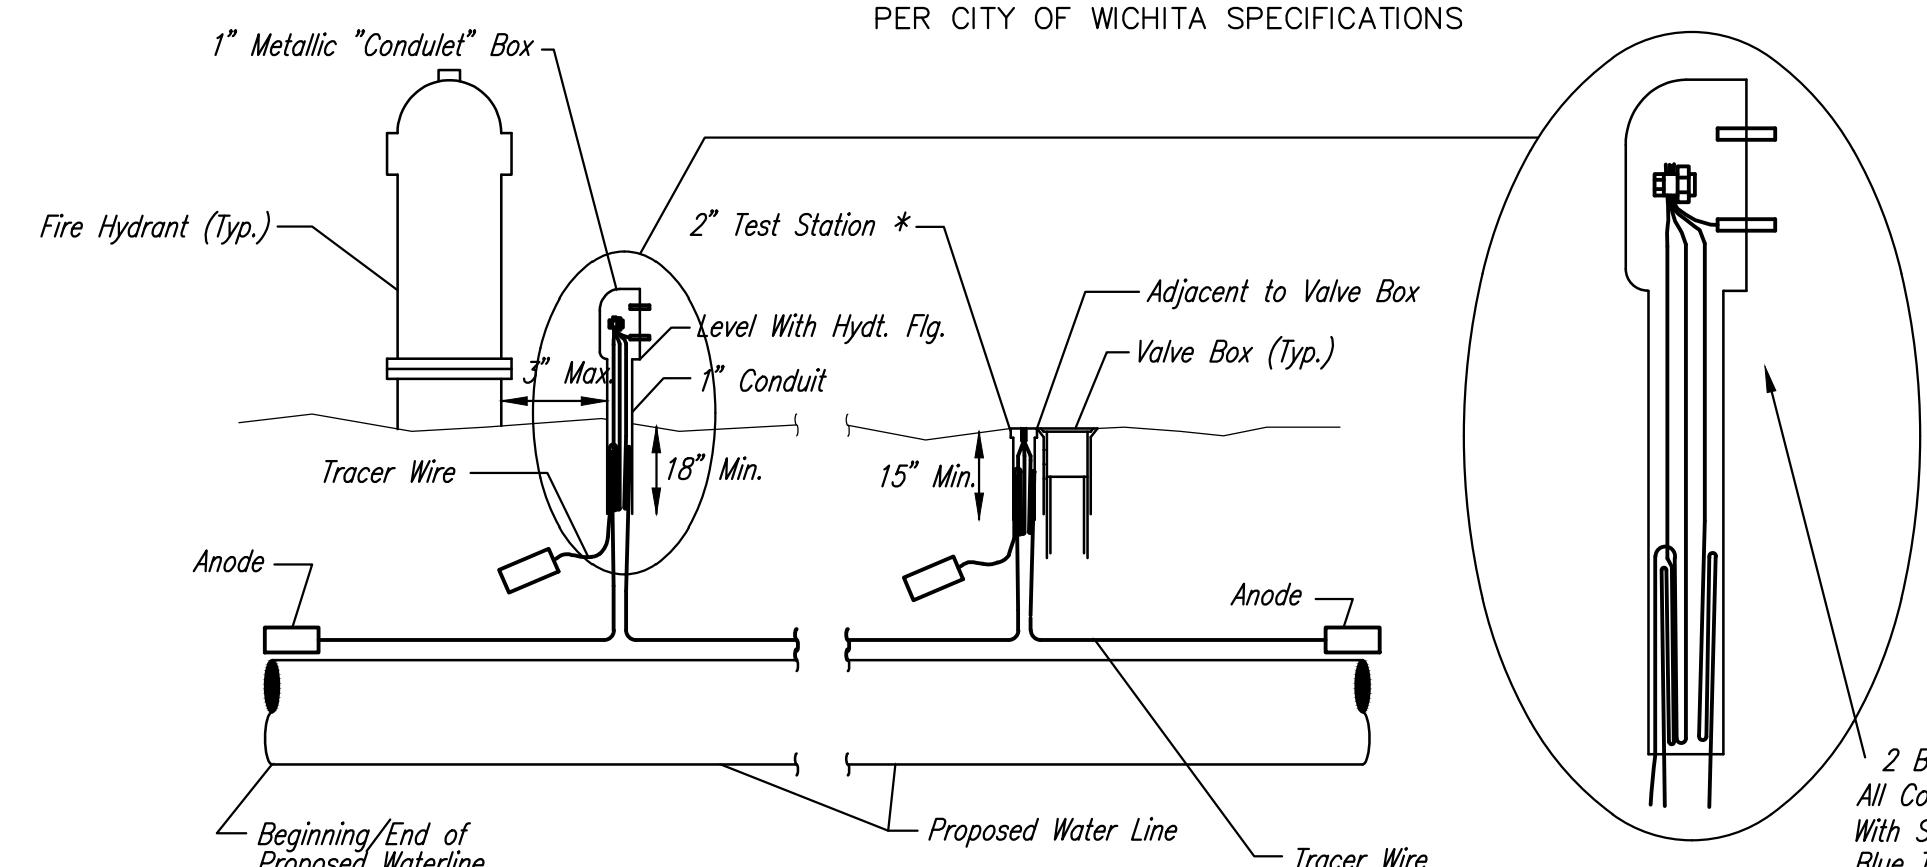 PER CITY OF WICHITA SPECIFICATIONS
1" Metallic "Condulet" Box
Fire Hydrant (Typ.)
2" Test Station *
Adjacent to Valve Box
Level With Hydt. Flg.
Valve Box (Typ.)
3" Max.
1" Conduit
Tracer Wire
18" Min.
15" Min.
Anode
Anode
Beginning/End of
Proposed Waterline
Proposed Water Line
Tracer Wire
2 B
All Co
With S
Blue